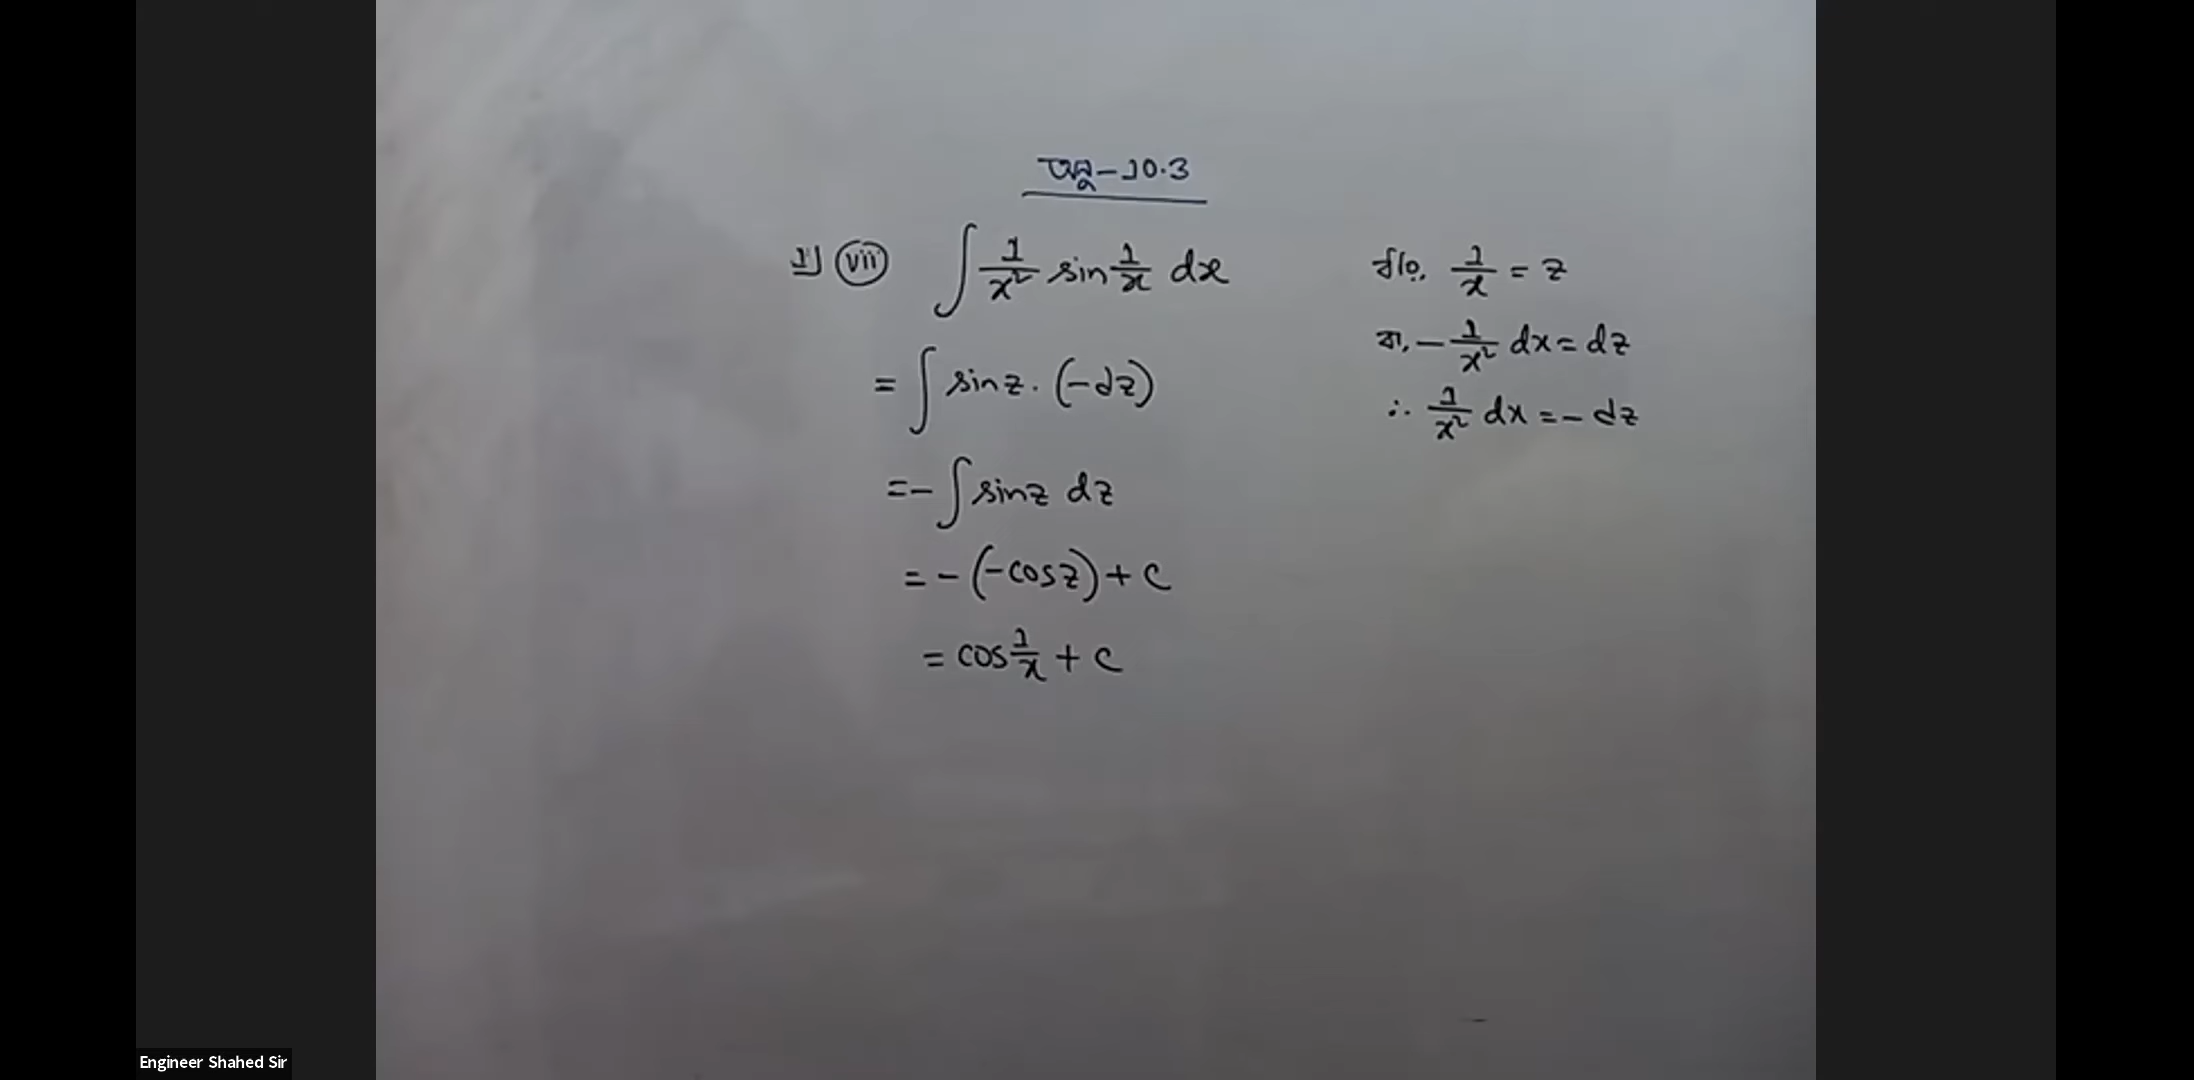 অনু-10.3
1) (vii) ∫ 1/x² sin 1/x dx
= ∫ sin z . (-dz)
= - ∫ sin z dz
= - (-cos z) + c
= cos 1/x + c
ধরি, 1/x = z
বা, - 1/x² dx = dz
∴ 1/x² dx = - dz
Engineer Shahed Sir